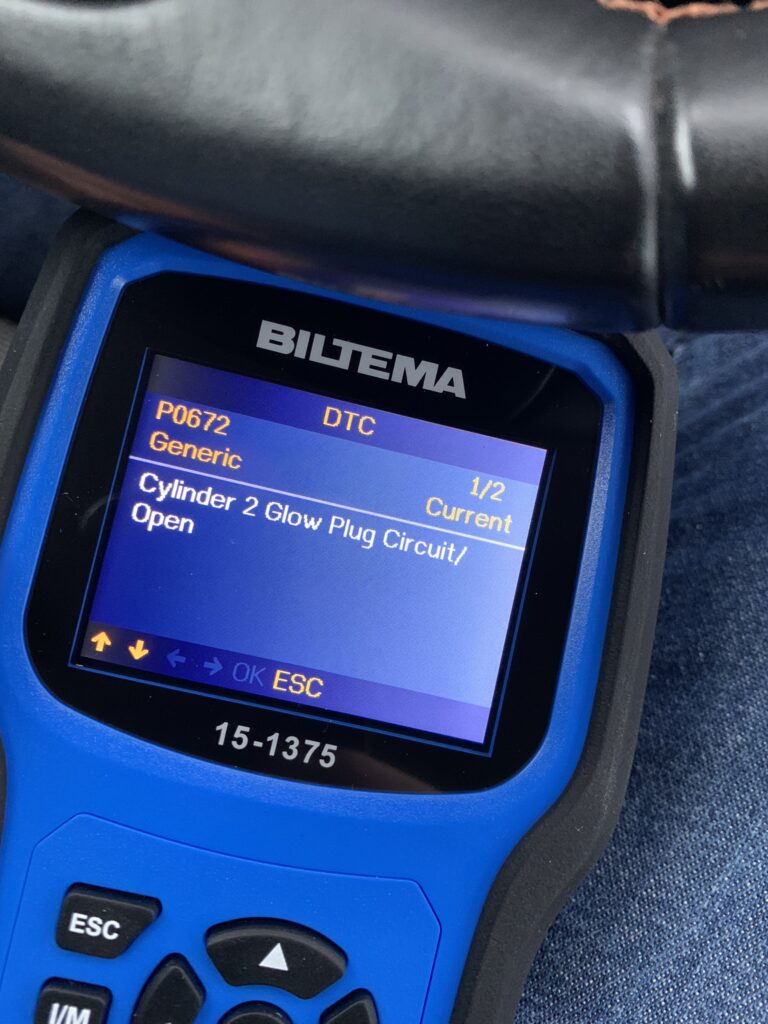 BILTEMA
P0672 DTC
Generic 1/2
Current
Cylinder 2 Glow Plug Circuit/
Open
OK ESC
15-1375
ESC
I/M